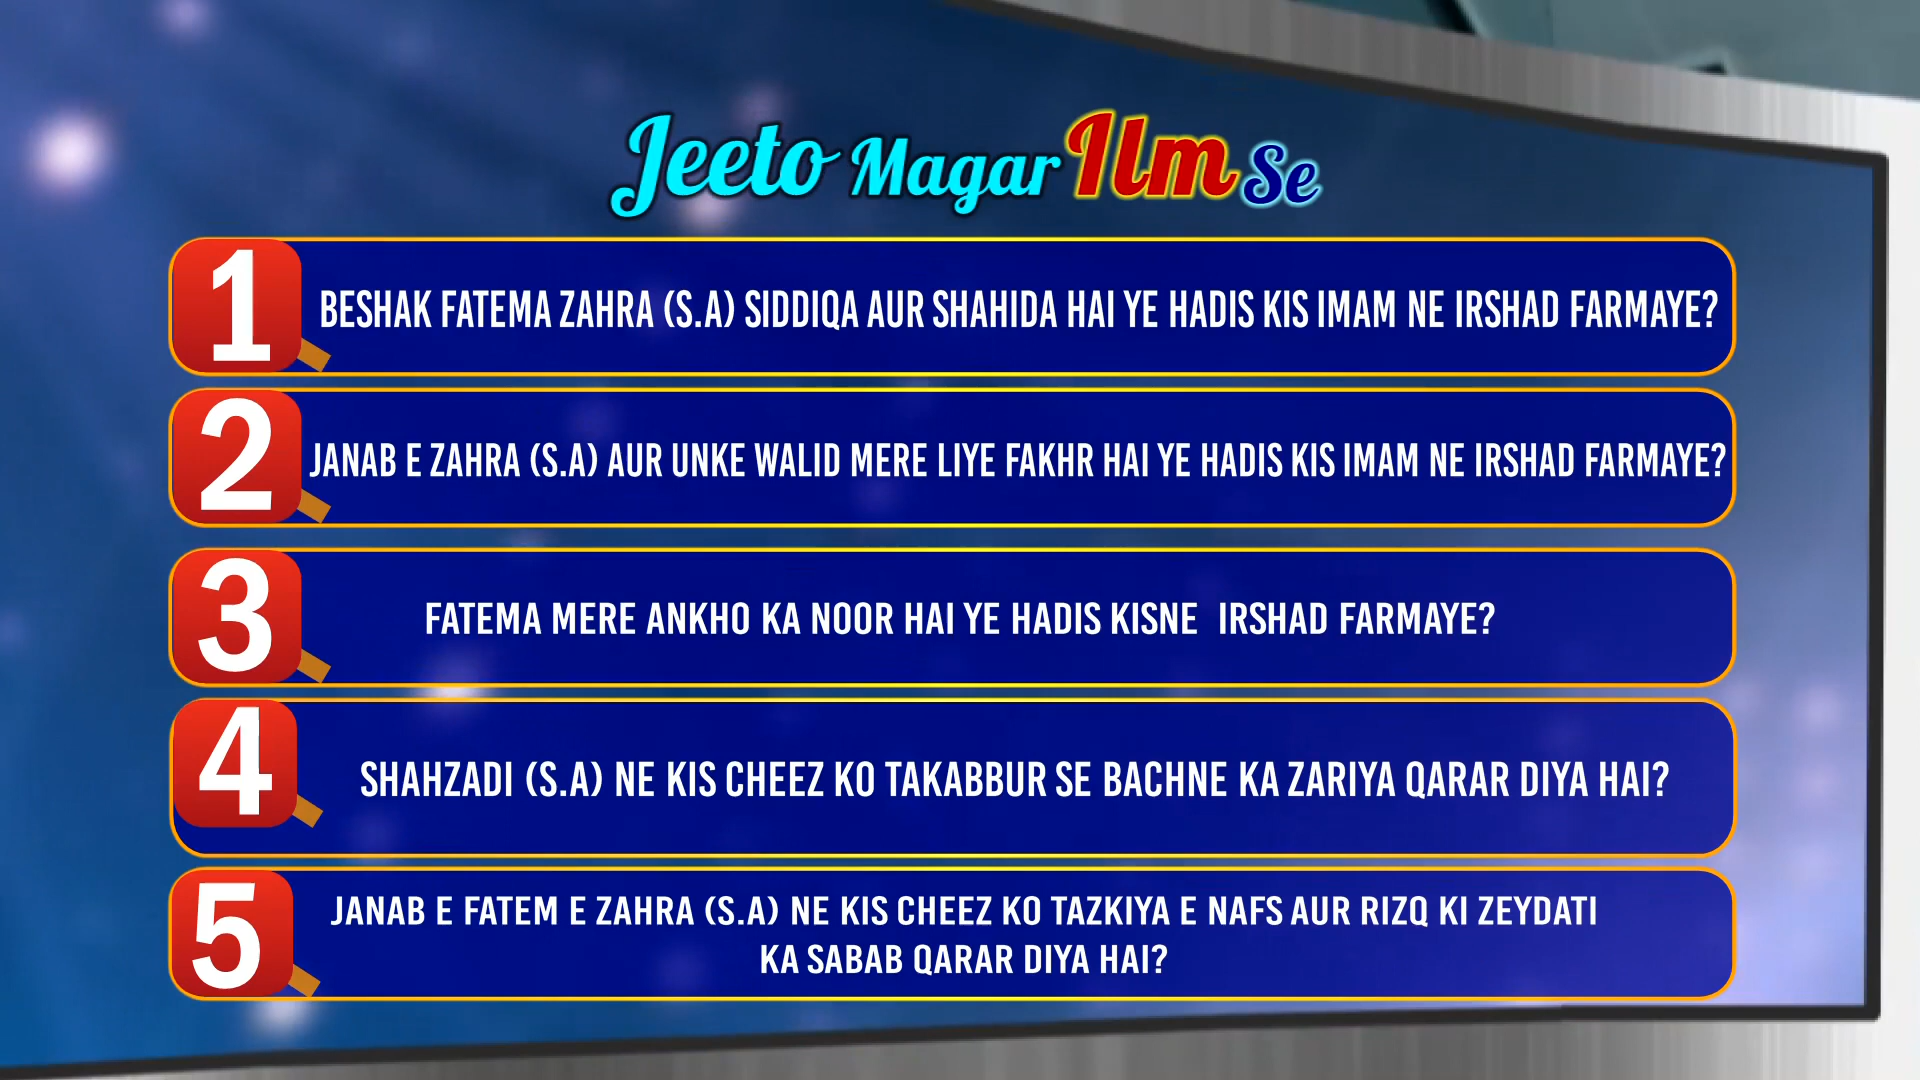 Jeeto Magar Ilm Se
1
BESHAK FATEMA ZAHRA (S.A) SIDDIQA AUR SHAHIDA HAI YE HADIS KIS IMAM NE IRSHAD FARMAYE?
2
JANAB E ZAHRA (S.A) AUR UNKE WALID MERE LIYE FAKHR HAI YE HADIS KIS IMAM NE IRSHAD FARMAYE?
3
FATEMA MERE ANKHO KA NOOR HAI YE HADIS KISNE IRSHAD FARMAYE?
4
SHAHZADI (S.A) NE KIS CHEEZ KO TAKABBUR SE BACHNE KA ZARIYA QARAR DIYA HAI?
5
JANAB E FATEM E ZAHRA (S.A) NE KIS CHEEZ KO TAZKIYA E NAFS AUR RIZQ KI ZEYDATI
KA SABAB QARAR DIYA HAI?